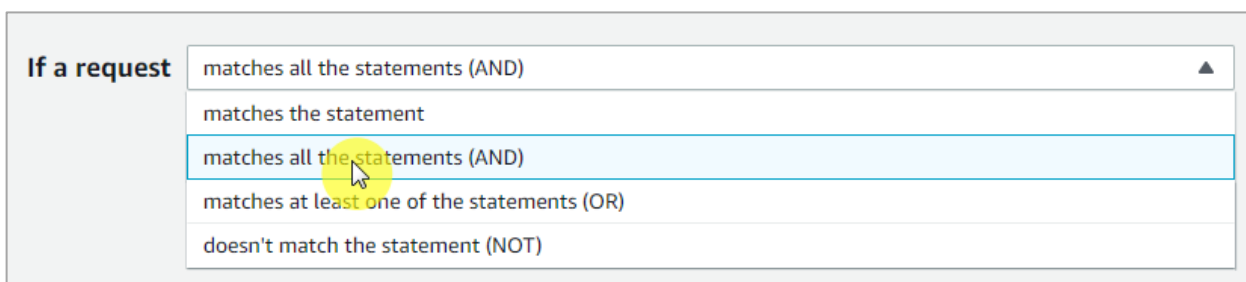 If a request matches all the statements (AND)
matches the statement
matches all the statements (AND)
matches at least one of the statements (OR)
doesn't match the statement (NOT)